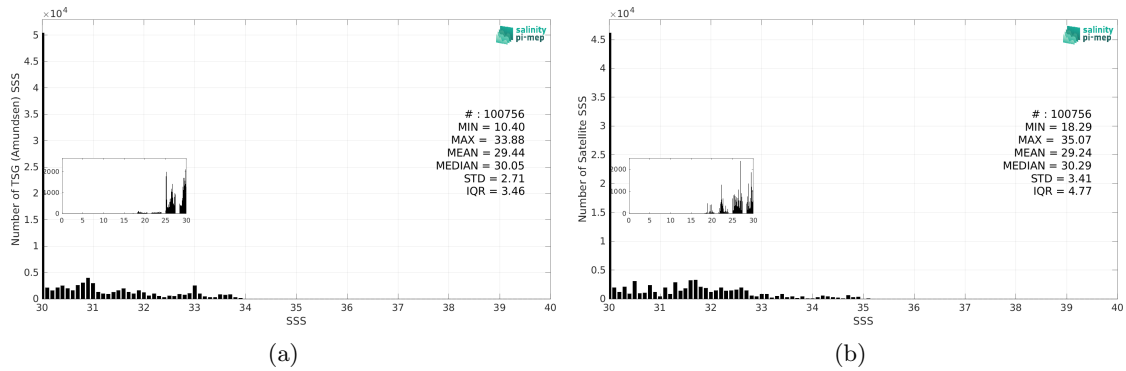 ×10^4
salinity
pi-mep
Number of TSG (Amundsen) SSS
5
4.5
4
3.5
3
2.5
2
1.5
1
0.5
0
# : 100756
MIN = 10.40
MAX = 33.88
MEAN = 29.44
MEDIAN = 30.05
STD = 2.71
IQR = 3.46
2000
1000
0
0 5 10 15 20 25 30
30 31 32 33 34 35 36 37 38 39 40
SSS
(a)
×10^4
salinity
pi-mep
Number of Satellite SSS
4.5
4
3.5
3
2.5
2
1.5
1
0.5
0
# : 100756
MIN = 18.29
MAX = 35.07
MEAN = 29.24
MEDIAN = 30.29
STD = 3.41
IQR = 4.77
2000
1000
0
0 5 10 15 20 25 30
30 31 32 33 34 35 36 37 38 39 40
SSS
(b)